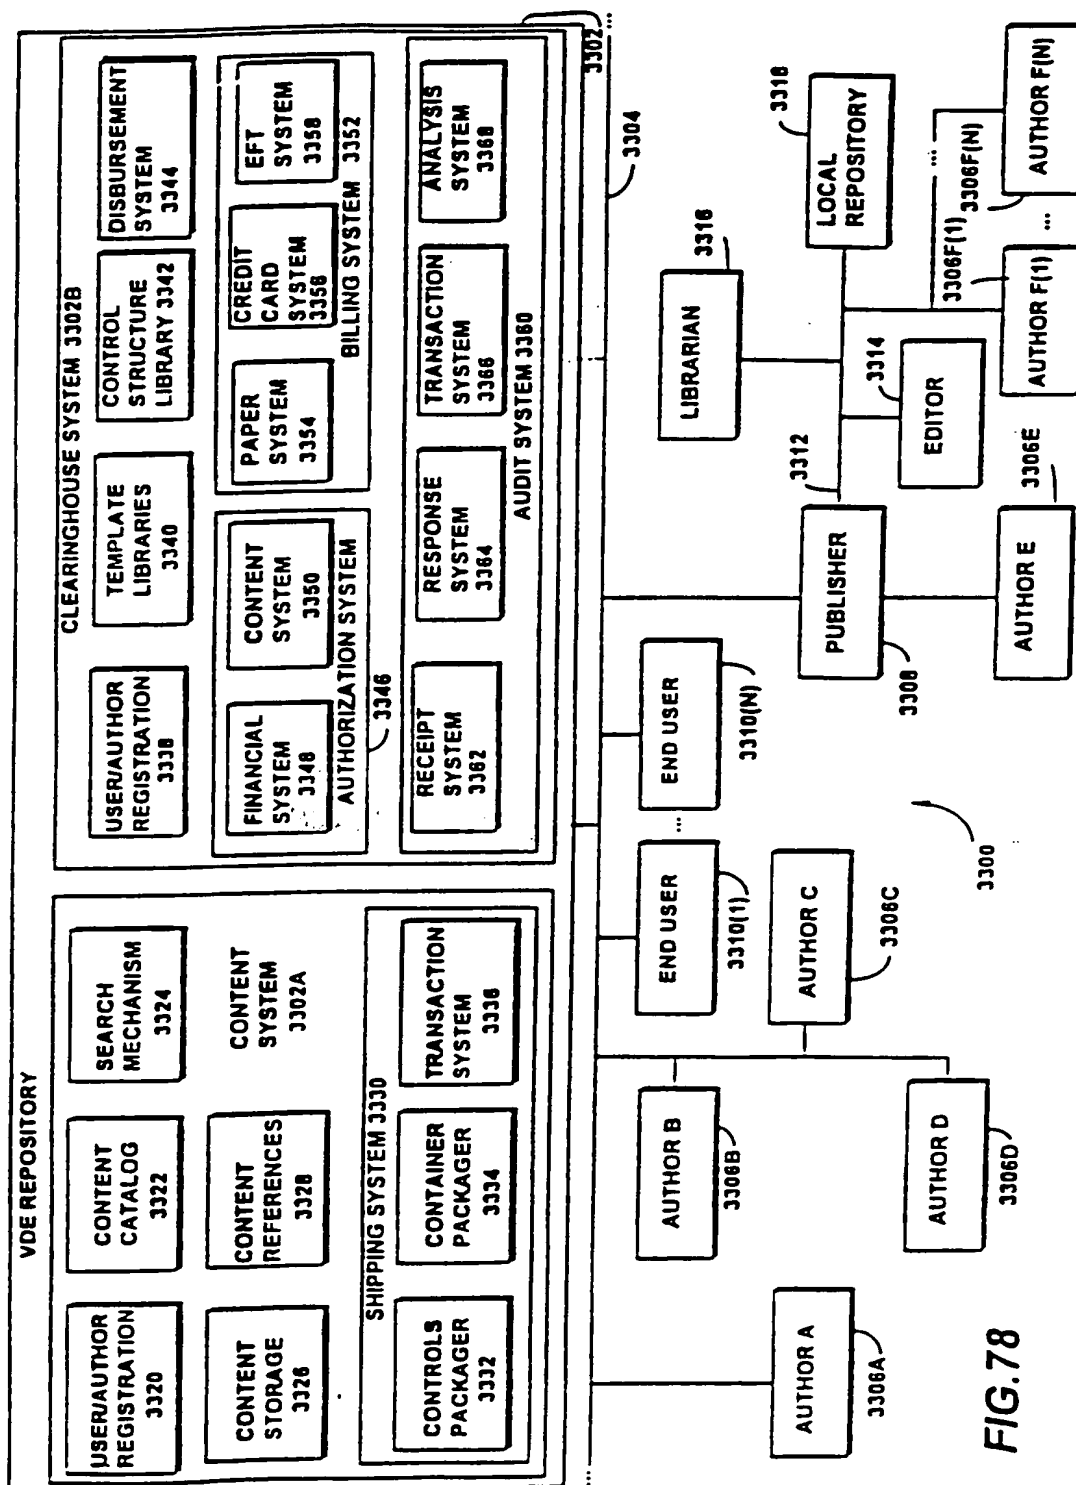 VDE REPOSITORY
USER/AUTHOR
REGISTRATION
3320
CONTENT
CATALOG
3322
SEARCH
MECHANISM
3324
CONTENT
STORAGE
3326
CONTENT
REFERENCES
3328
CONTENT
SYSTEM
3302A
SHIPPING SYSTEM 3330
CONTROLS
PACKAGER
3332
CONTAINER
PACKAGER
3334
TRANSACTION
SYSTEM
3336
CLEARINGHOUSE SYSTEM 3302B
USER/AUTHOR
REGISTRATION
3338
TEMPLATE
LIBRARIES
3340
CONTROL
STRUCTURE
LIBRARY 3342
DISBURSEMENT
SYSTEM
3344
FINANCIAL
SYSTEM
3348
CONTENT
SYSTEM
3350
AUTHORIZATION SYSTEM
3346
PAPER
SYSTEM
3354
CREDIT
CARD
SYSTEM
3356
EFT
SYSTEM
3358
BILLING SYSTEM 3352
RECEIPT
SYSTEM
3362
RESPONSE
SYSTEM
3364
TRANSACTION
SYSTEM
3366
ANALYSIS
SYSTEM
3368
AUDIT SYSTEM 3360
3302
...
...
3304
AUTHOR A
3306A
AUTHOR B
3306B
AUTHOR C
3306C
AUTHOR D
3306D
END USER
3310(1)
...
END USER
3310(N)
PUBLISHER
3308
3312
AUTHOR E
3306E
EDITOR
3314
LIBRARIAN
3316
LOCAL
REPOSITORY
3318
AUTHOR F(1)
3306F(1)
...
...
AUTHOR F(N)
3306F(N)
3300
FIG.78